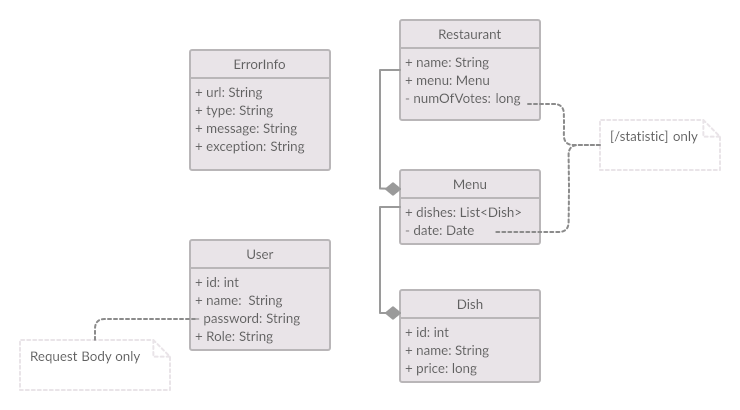 ErrorInfo
+ url: String
+ type: String
+ message: String
+ exception: String
Restaurant
+ name: String
+ menu: Menu
- numOfVotes: long
[/statistic] only
Menu
+ dishes: List<Dish>
- date: Date
User
+ id: int
+ name:  String
- password: String
+ Role: String
Request Body only
Dish
+ id: int
+ name: String
+ price: long